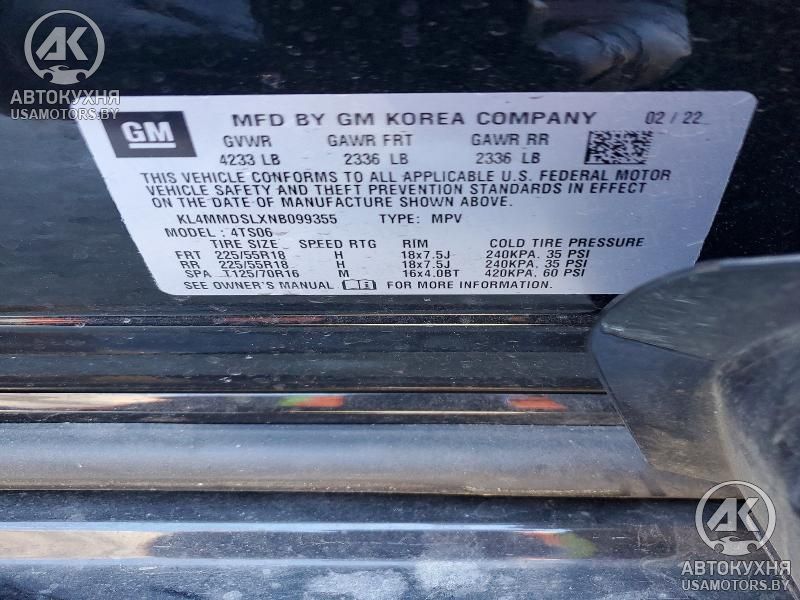 AK
АВТОКУХНЯ
USAMOTORS.BY
GM
MFD BY GM KOREA COMPANY 02 / 22
GVWR GAWR FRT GAWR RR
4233 LB 2336 LB 2336 LB
THIS VEHICLE CONFORMS TO ALL APPLICABLE U.S. FEDERAL MOTOR
VEHICLE SAFETY AND THEFT PREVENTION STANDARDS IN EFFECT
ON THE DATE OF MANUFACTURE SHOWN ABOVE.
KL4MMDSLXNB099355 TYPE: MPV
MODEL: 4TS06
TIRE SIZE SPEED RTG RIM COLD TIRE PRESSURE
FRT 225/55R18 H 18x7.5J 240KPA. 35 PSI
RR 225/55R18 H 18x7.5J 240KPA. 35 PSI
SPA T125/70R16 M 16x4.0BT 420KPA. 60 PSI
SEE OWNER'S MANUAL FOR MORE INFORMATION.
AK
АВТОКУХНЯ
USAMOTORS.BY